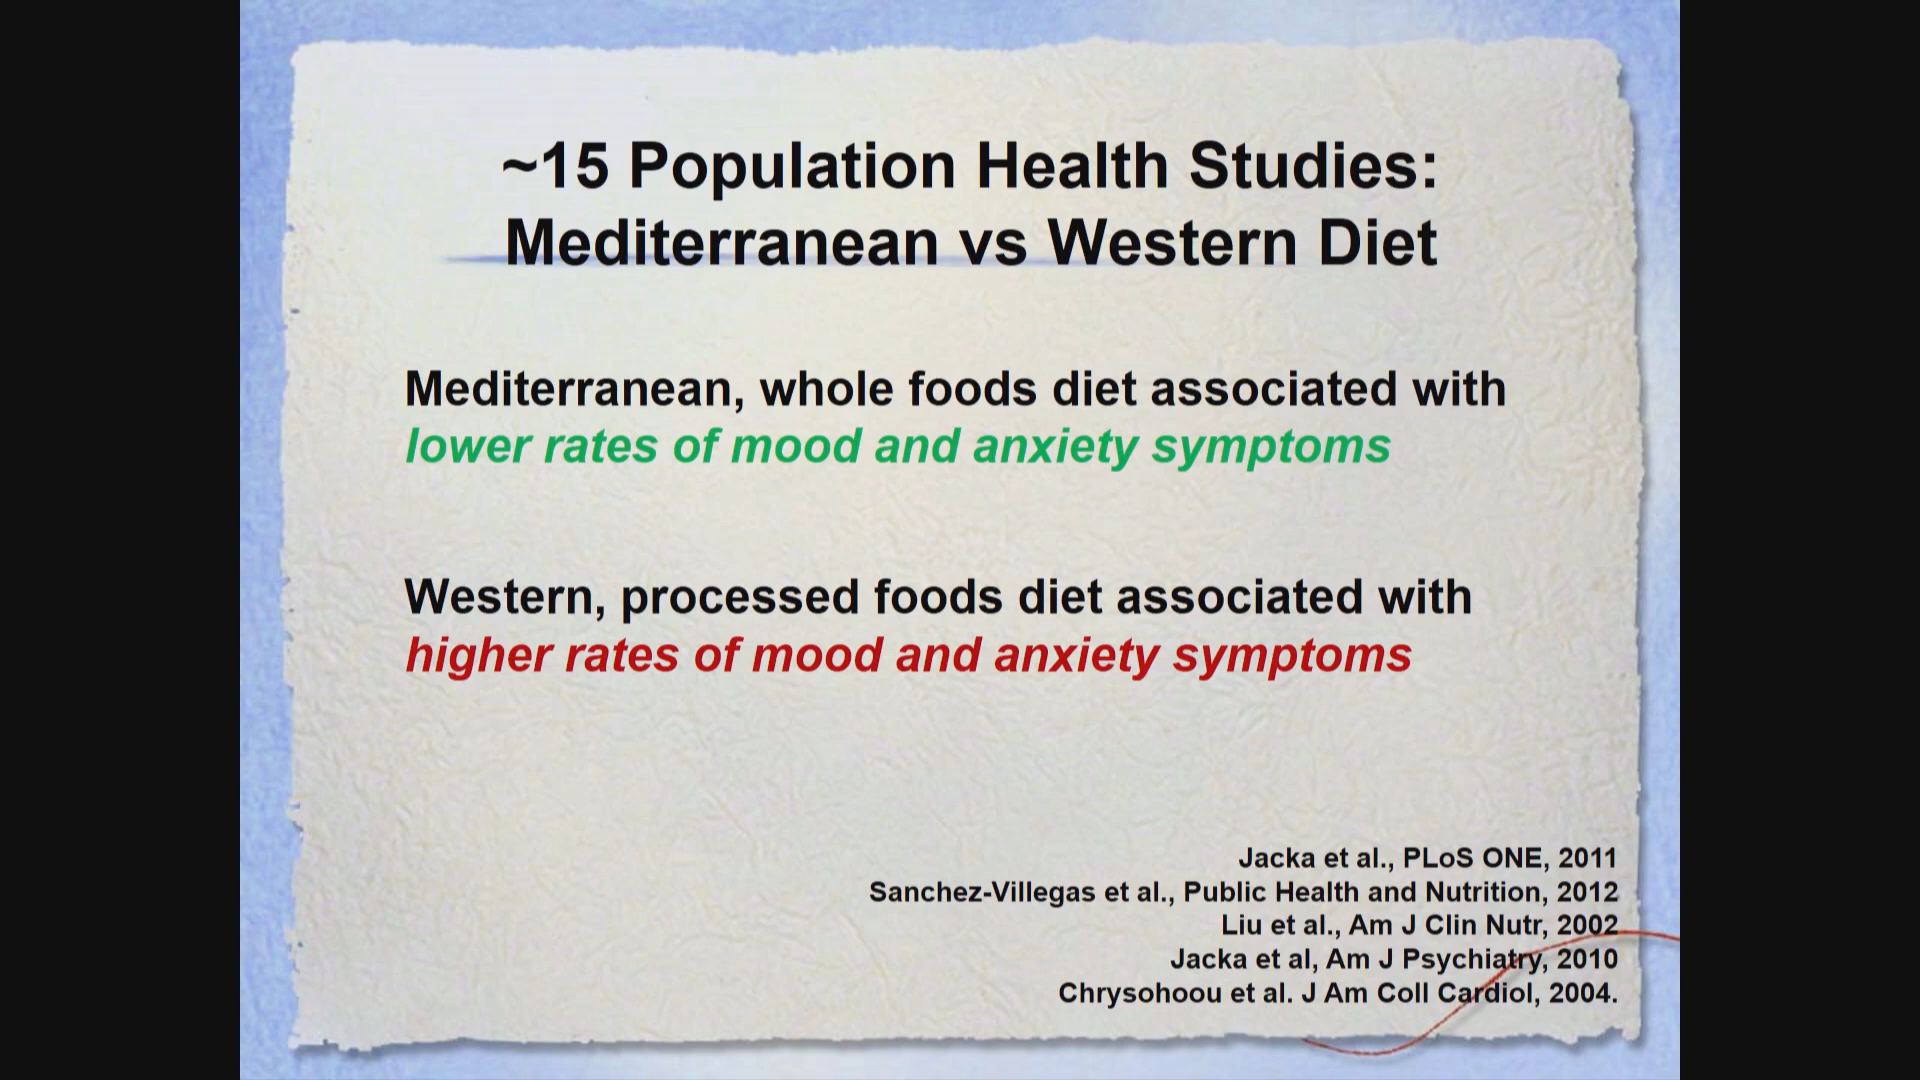 ~15 Population Health Studies:
Mediterranean vs Western Diet
Mediterranean, whole foods diet associated with
lower rates of mood and anxiety symptoms
Western, processed foods diet associated with
higher rates of mood and anxiety symptoms
Jacka et al., PLoS ONE, 2011
Sanchez-Villegas et al., Public Health and Nutrition, 2012
Liu et al., Am J Clin Nutr, 2002
Jacka et al, Am J Psychiatry, 2010
Chrysohoou et al. J Am Coll Cardiol, 2004.